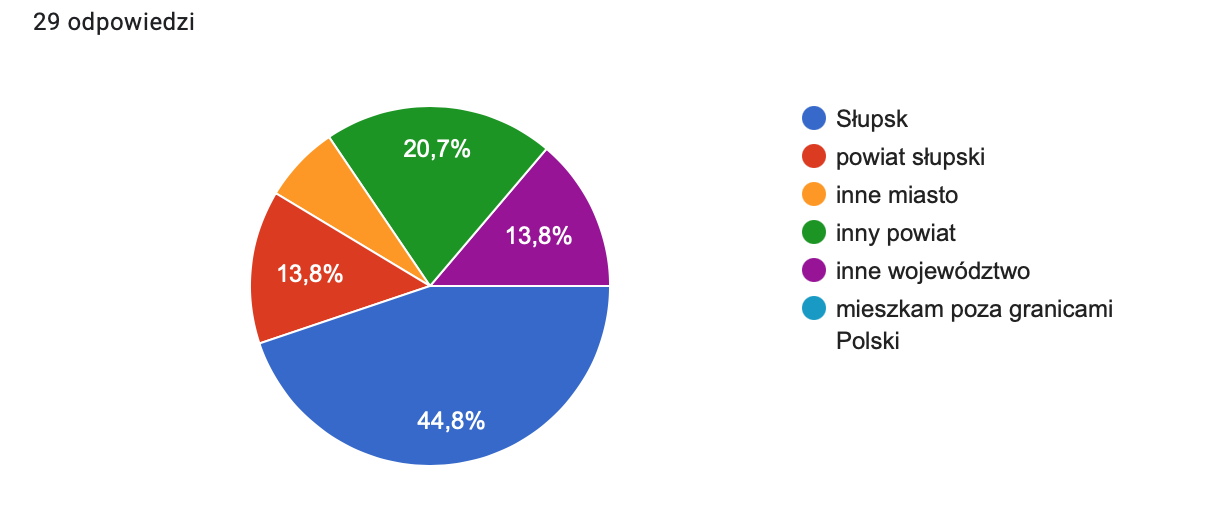 29 odpowiedzi
20,7%
13,8%
13,8%
44,8%
Słupsk
powiat słupski
inne miasto
inny powiat
inne województwo
mieszkam poza granicami
Polski